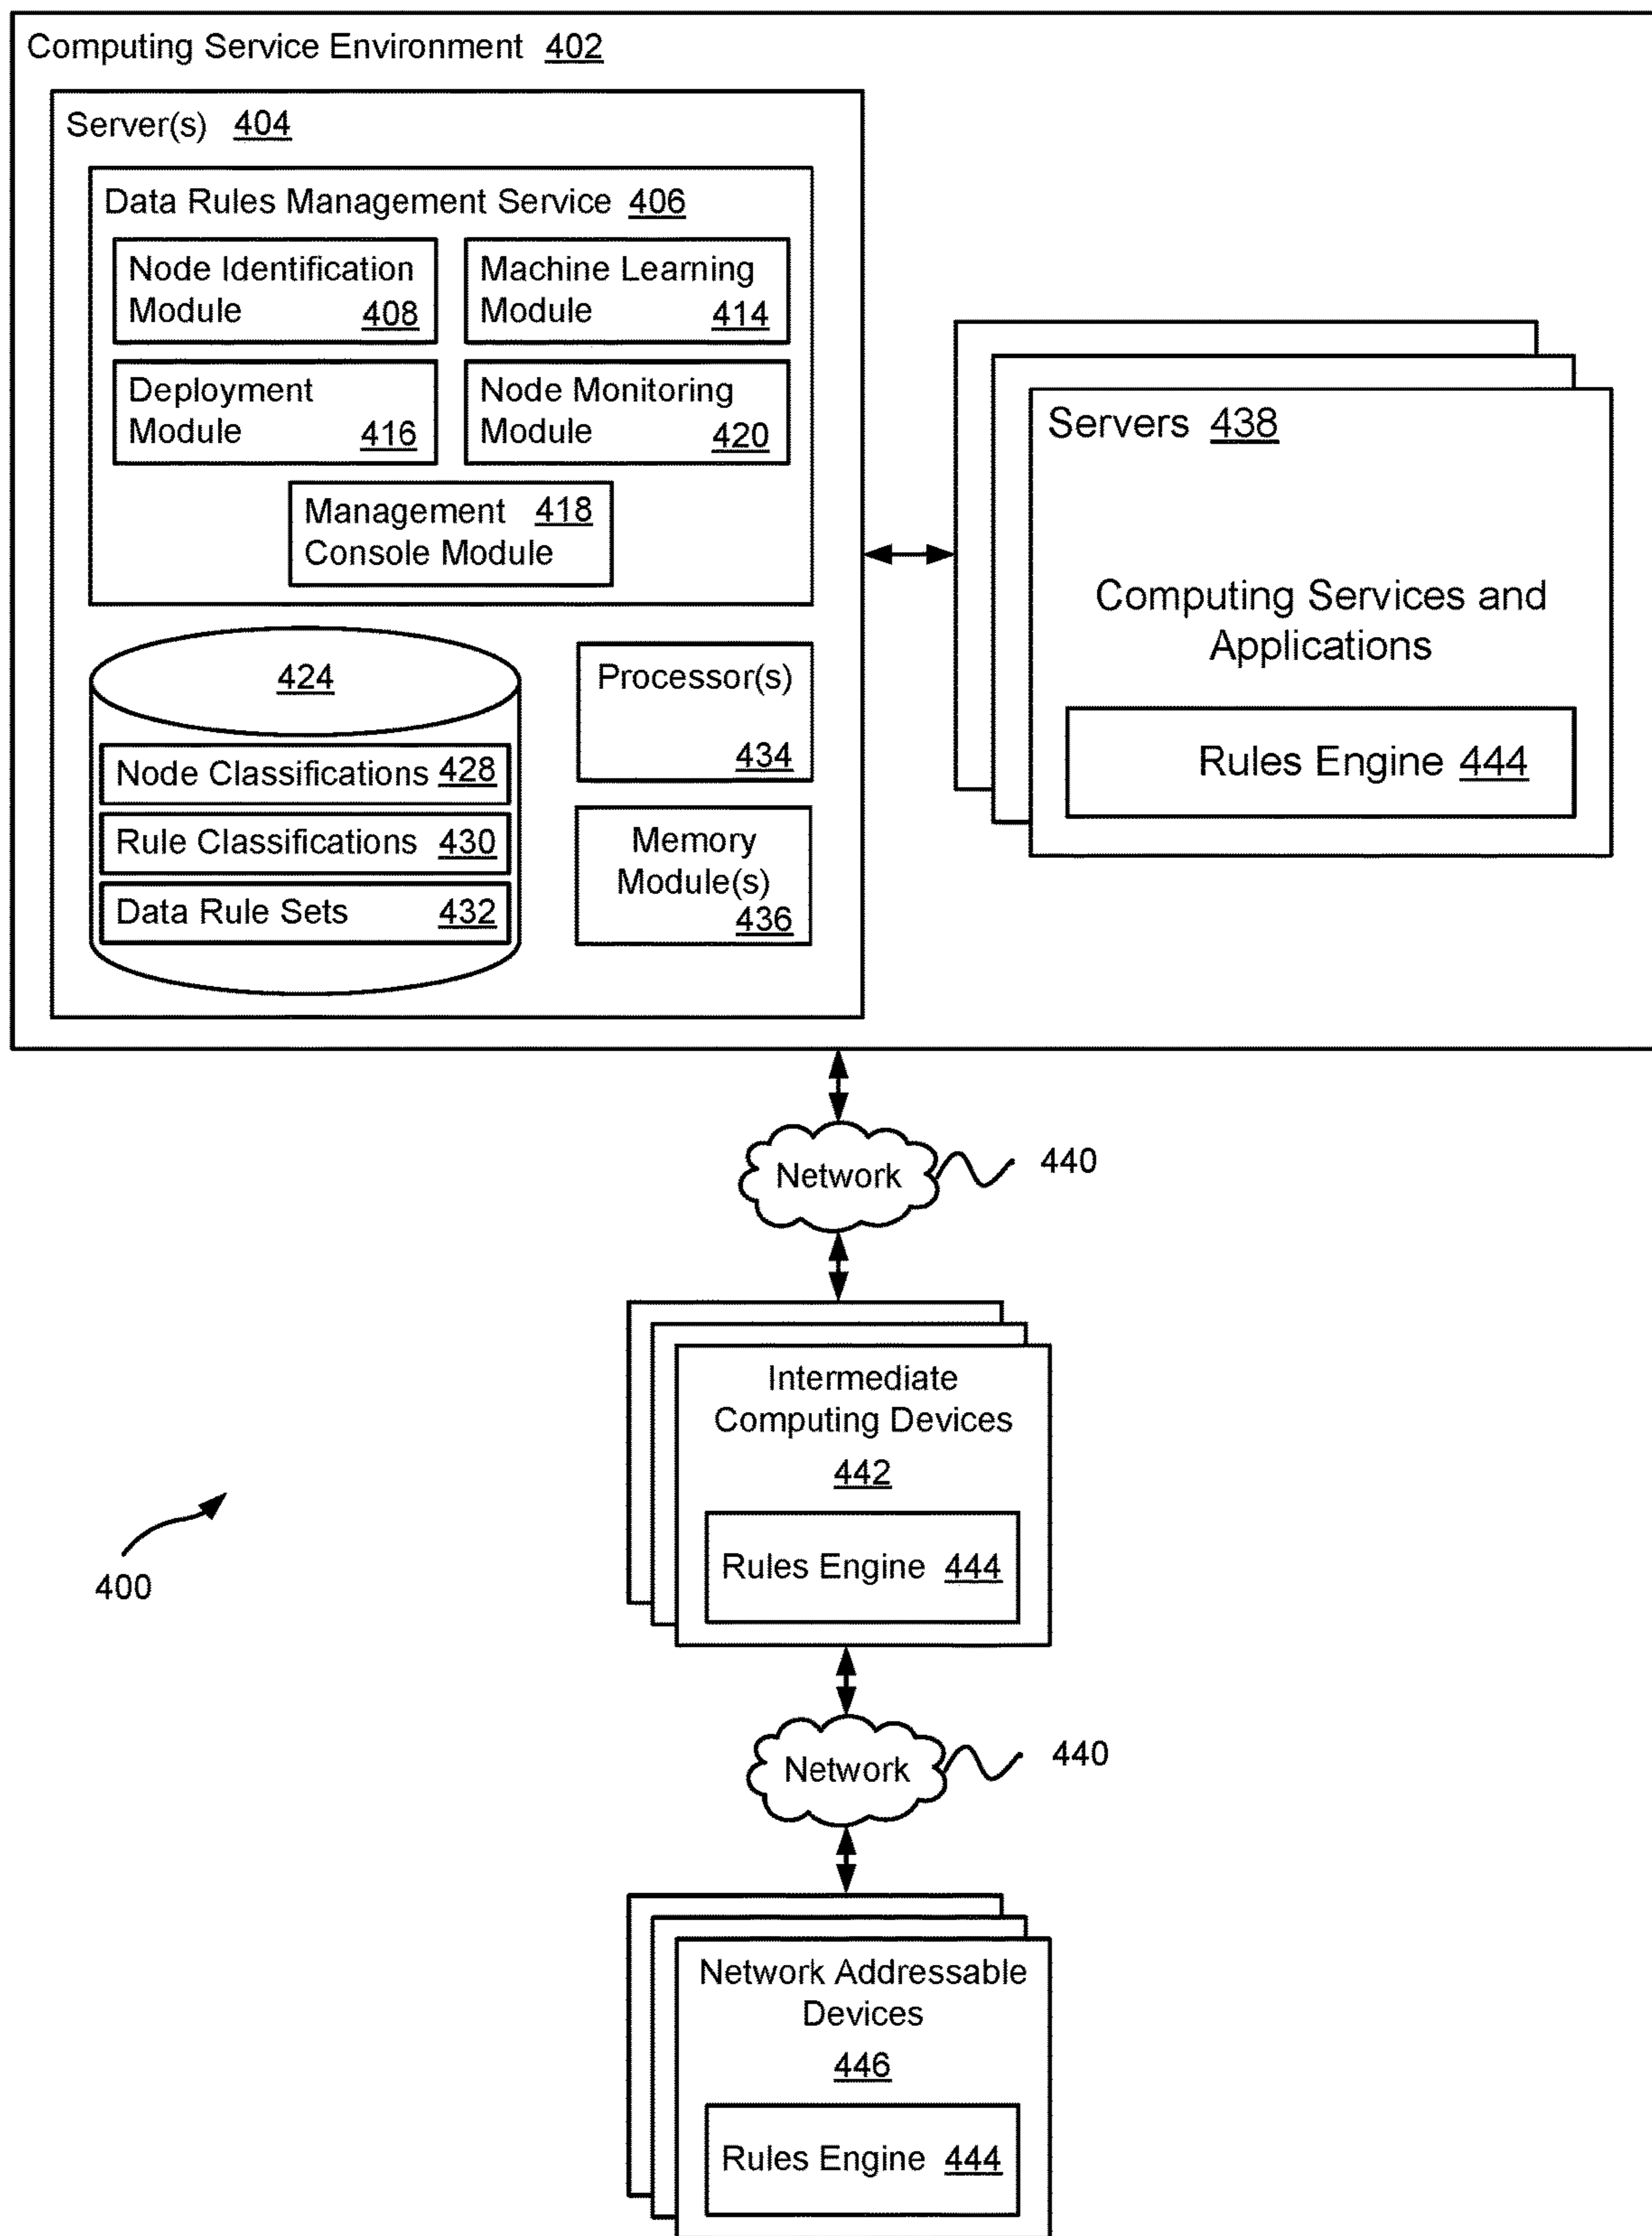 Computing Service Environment 402
Server(s) 404
Data Rules Management Service 406
Node Identification
Module 408
Machine Learning
Module 414
Deployment
Module 416
Node Monitoring
Module 420
Management 418
Console Module
424
Node Classifications 428
Rule Classifications 430
Data Rule Sets 432
Processor(s)
434
Memory
Module(s)
436
Servers 438
Computing Services and
Applications
Rules Engine 444
Network
440
Intermediate
Computing Devices
442
Rules Engine 444
400
Network
440
Network Addressable
Devices
446
Rules Engine 444